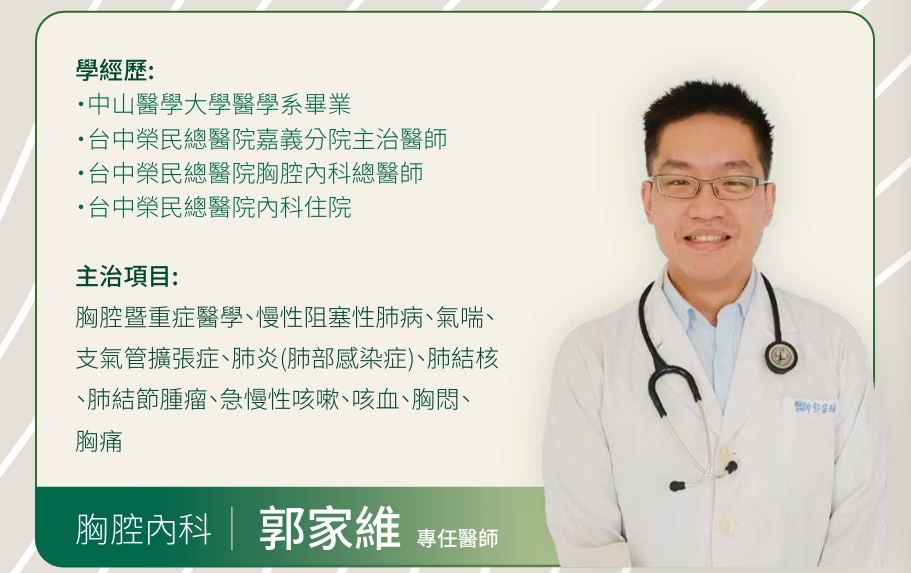 學經歷:
•中山醫學大學醫學系畢業
•台中榮民總醫院嘉義分院主治醫師
•台中榮民總醫院胸腔內科總醫師
•台中榮民總醫院內科住院
主治項目:
胸腔暨重症醫學、慢性阻塞性肺病、氣喘、
支氣管擴張症、肺炎(肺部感染症)、肺結核
、肺結節腫瘤、急慢性咳嗽、咳血、胸悶、
胸痛
胸腔內科│郭家維 專任醫師
醫師郭家維